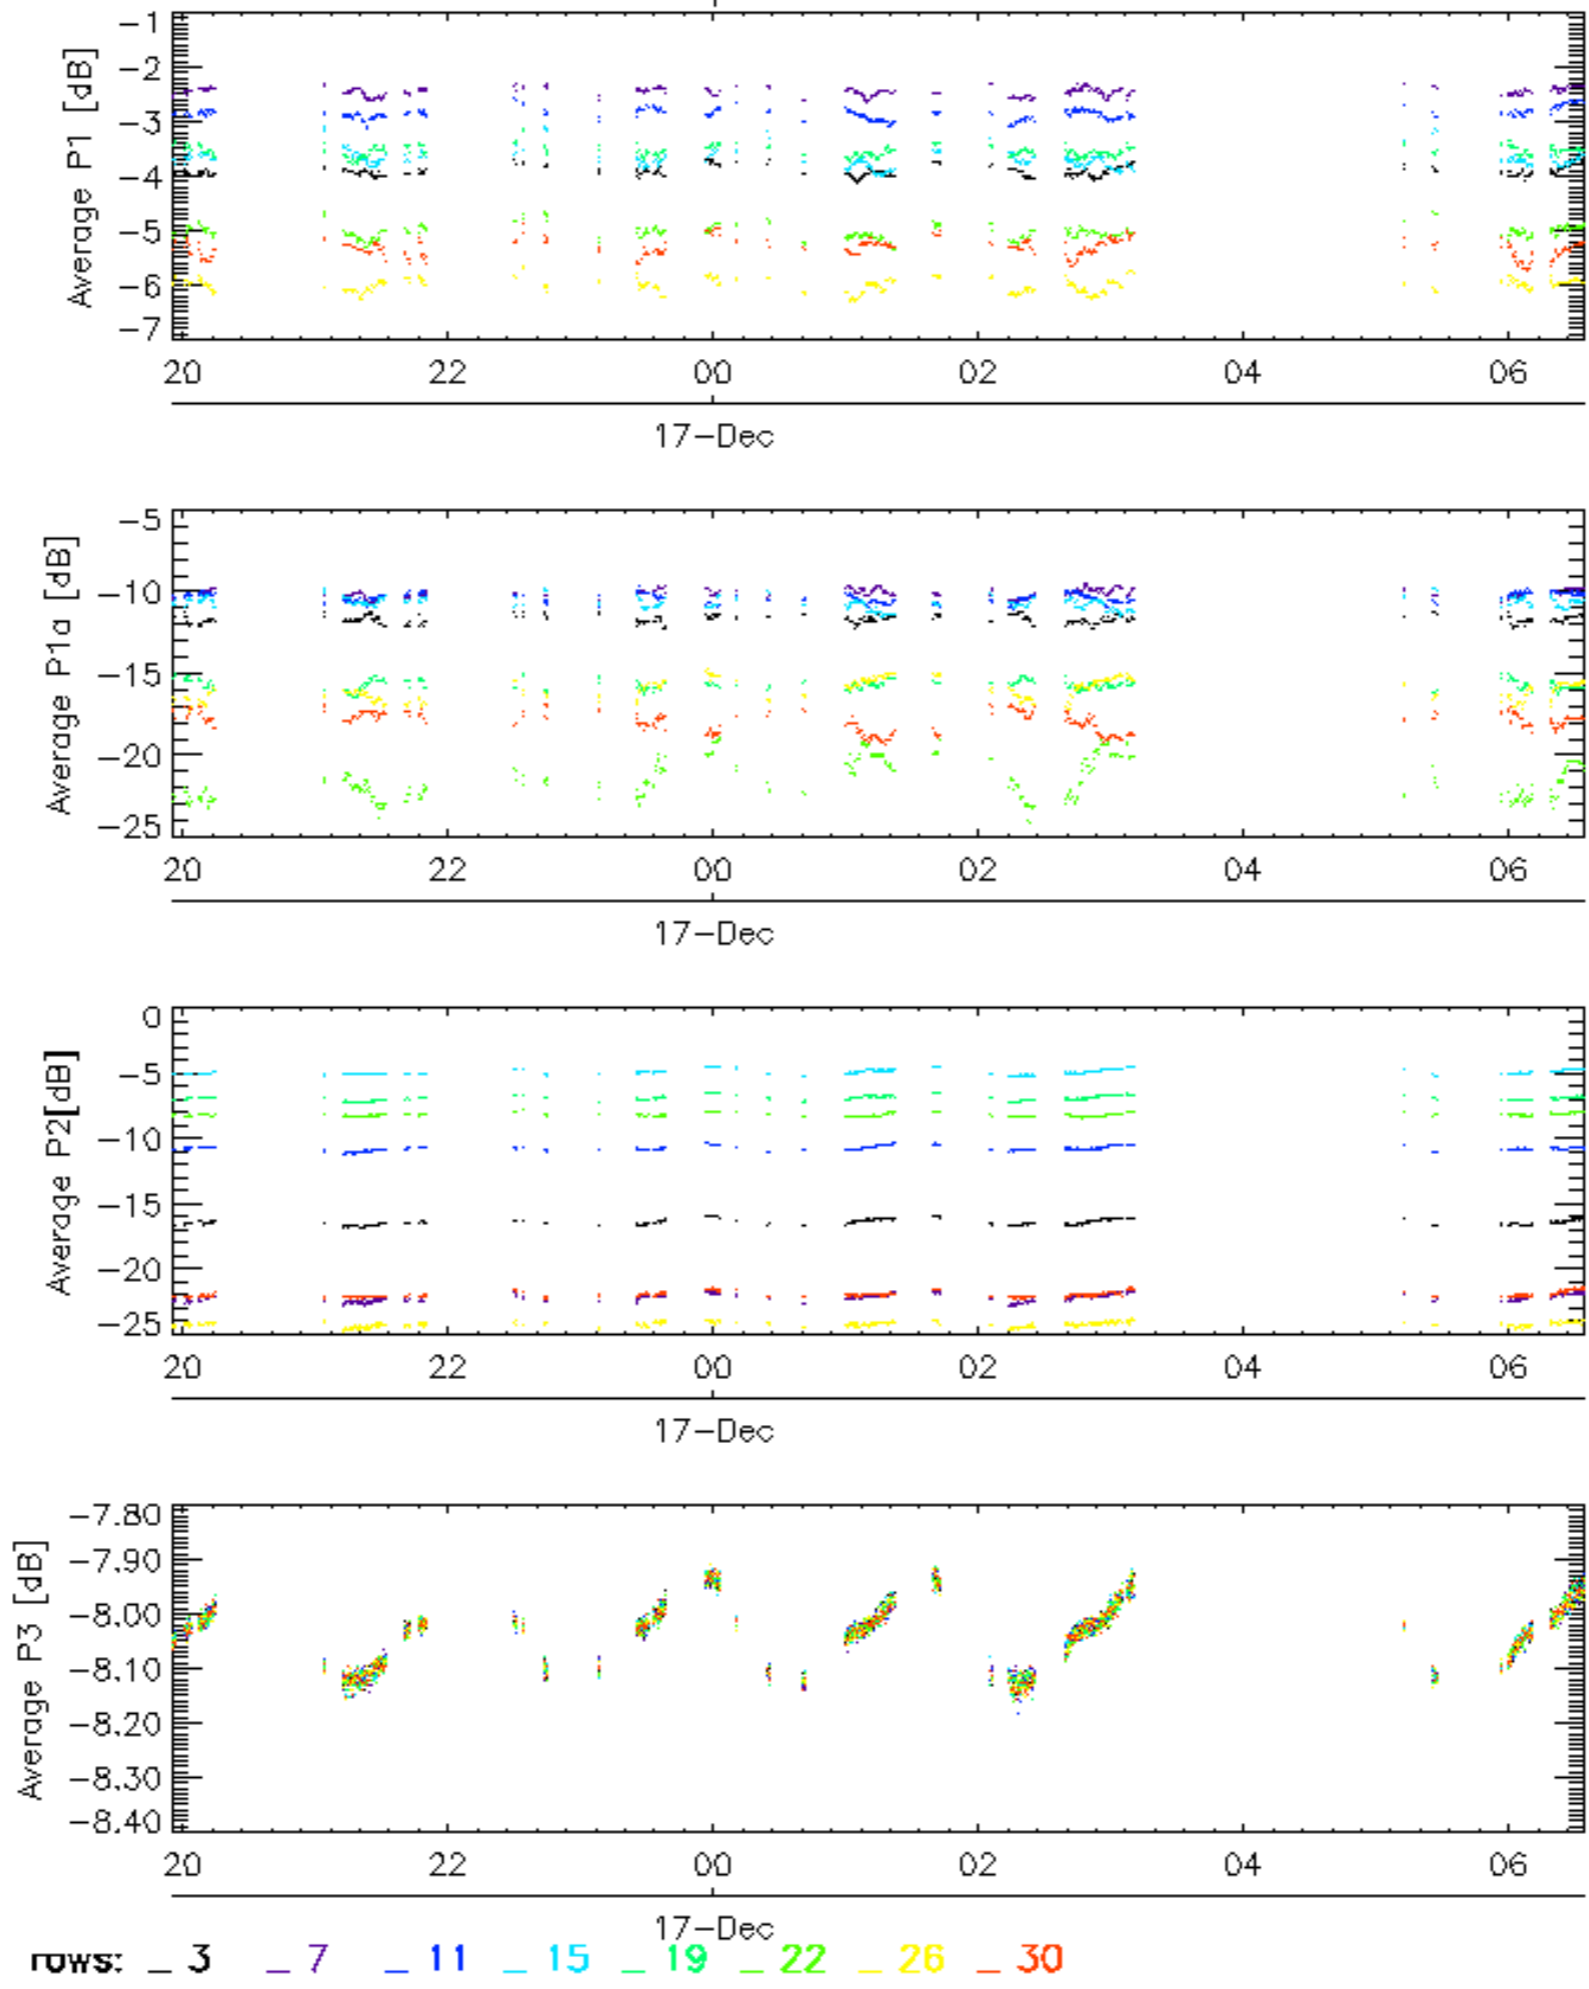 Average P1 [dB]
-1
-2
-3
-4
-5
-6
-7
20 22 00 02 04 06
17-Dec
Average P1a [dB]
-5
-10
-15
-20
-25
20 22 00 02 04 06
17-Dec
Average P2[dB]
0
-5
-10
-15
-20
-25
20 22 00 02 04 06
17-Dec
Average P3 [dB]
-7.80
-7.90
-8.00
-8.10
-8.20
-8.30
-8.40
20 22 00 02 04 06
17-Dec
rows: _ 3 _ 7 _ 11 _ 15 _ 19 _ 22 _ 26 _ 30